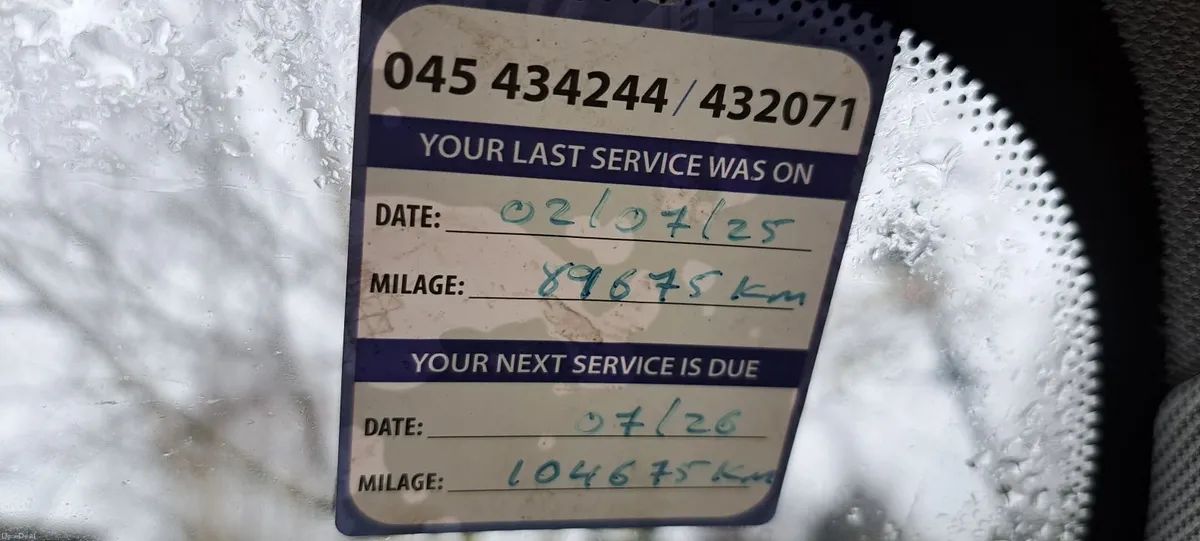 045 434244 / 432071
YOUR LAST SERVICE WAS ON
DATE: 02/07/25
MILAGE: 89675 Km
YOUR NEXT SERVICE IS DUE
DATE: 07/26
MILAGE: 104675 Km